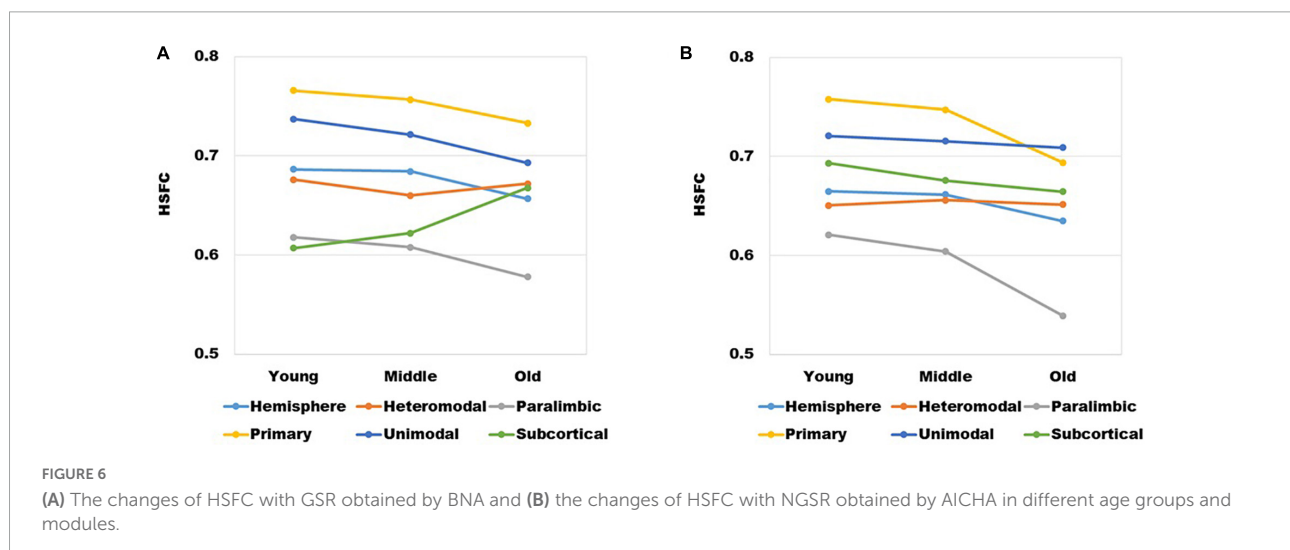 A
0.8
0.7
HSFC
0.6
0.5
Young Middle Old
Hemisphere Heteromodal Paralimbic
Primary Unimodal Subcortical
B
0.8
0.7
HSFC
0.6
0.5
Young Middle Old
Hemisphere Heteromodal Paralimbic
Primary Unimodal Subcortical
FIGURE 6
(A) The changes of HSFC with GSR obtained by BNA and (B) the changes of HSFC with NGSR obtained by AICHA in different age groups and
modules.